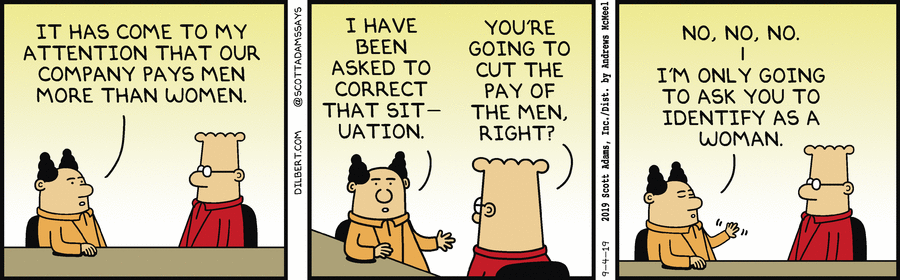 IT HAS COME TO MY
ATTENTION THAT OUR
COMPANY PAYS MEN
MORE THAN WOMEN.
@SCOTTADAMSSAYS
DILBERT.COM
I HAVE
BEEN
ASKED TO
CORRECT
THAT SIT–
UATION.
YOU'RE
GOING TO
CUT THE
PAY OF
THE MEN,
RIGHT?
9-4-19 2019 Scott Adams, Inc./Dist. by Andrews McMeel
NO, NO, NO.
I'M ONLY GOING
TO ASK YOU TO
IDENTIFY AS A
WOMAN.